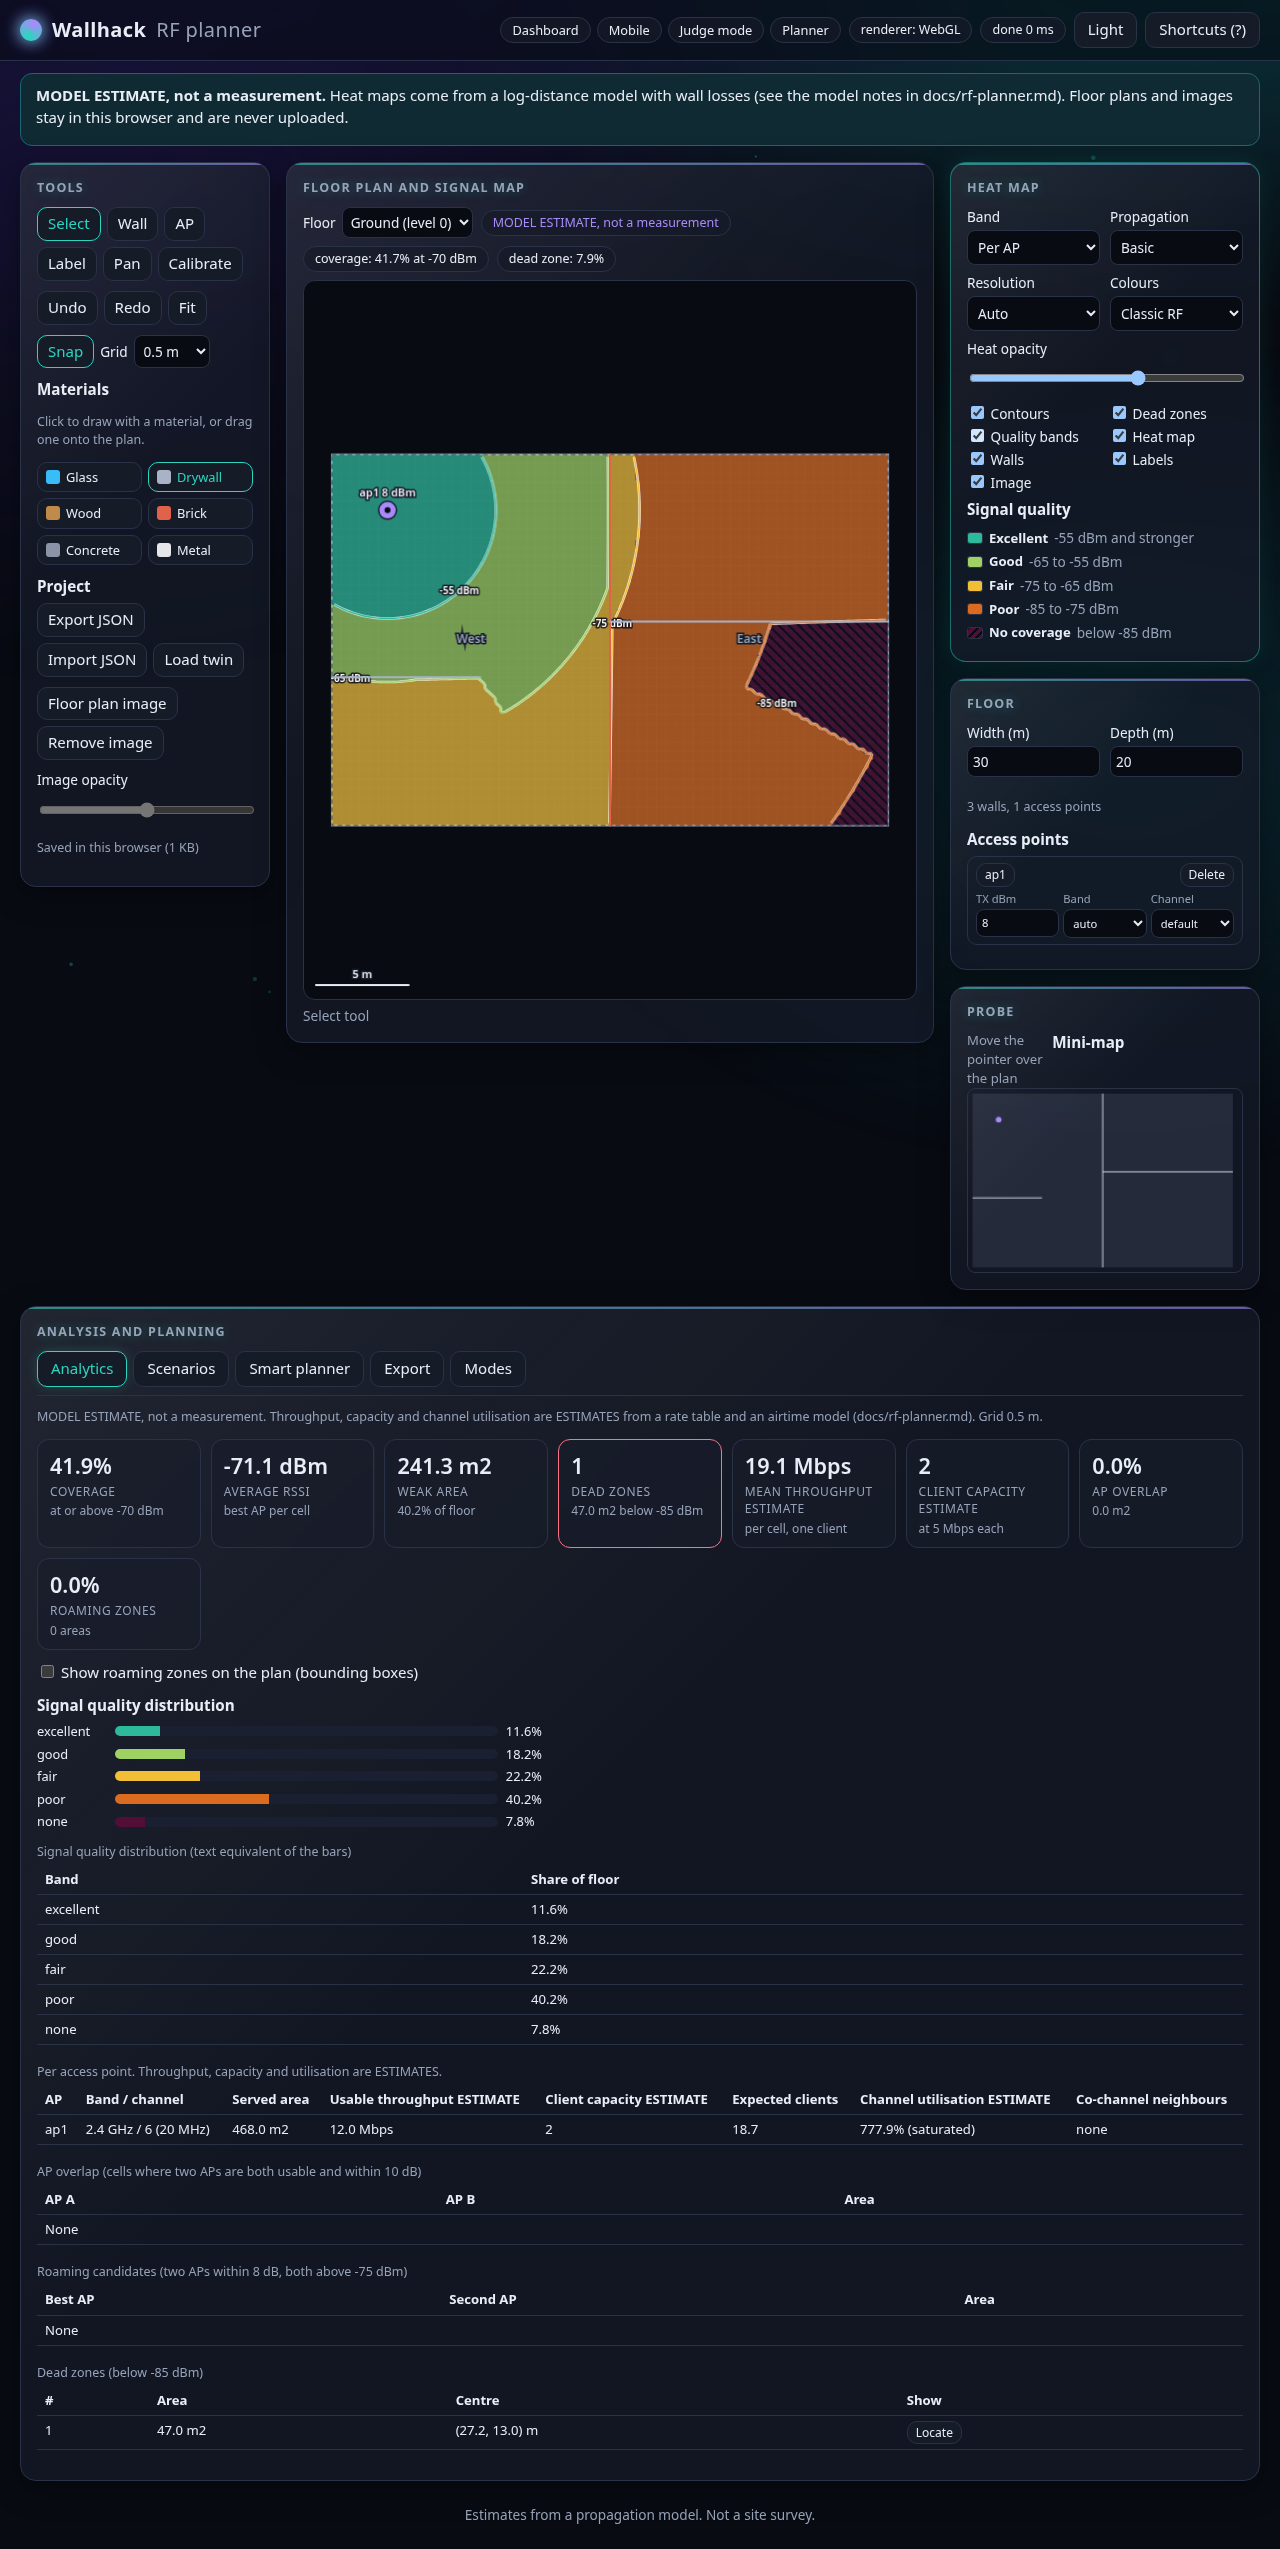 Wallhack RF planner
Dashboard Mobile Judge mode Planner renderer: WebGL done 0 ms Light Shortcuts (?)
MODEL ESTIMATE, not a measurement. Heat maps come from a log-distance model with wall losses (see the model notes in docs/rf-planner.md). Floor plans and images
stay in this browser and are never uploaded.
TOOLS
Select Wall AP
Label Pan Calibrate
Undo Redo Fit
Snap Grid 0.5 m
Materials
Click to draw with a material, or drag
one onto the plan.
Glass Drywall
Wood Brick
Concrete Metal
Project
Export JSON
Import JSON Load twin
Floor plan image
Remove image
Image opacity
Saved in this browser (1 KB)
FLOOR PLAN AND SIGNAL MAP
Floor Ground (level 0) MODEL ESTIMATE, not a measurement
coverage: 41.7% at -70 dBm dead zone: 7.9%
ap1 8 dBm
-55 dBm
-75 dBm
West
East
-65 dBm
-85 dBm
5 m
Select tool
HEAT MAP
Band Propagation
Per AP Basic
Resolution Colours
Auto Classic RF
Heat opacity
Contours Dead zones
Quality bands Heat map
Walls Labels
Image
Signal quality
Excellent -55 dBm and stronger
Good -65 to -55 dBm
Fair -75 to -65 dBm
Poor -85 to -75 dBm
No coverage below -85 dBm
FLOOR
Width (m) Depth (m)
30 20
3 walls, 1 access points
Access points
ap1 Delete
TX dBm Band Channel
8 auto default
PROBE
Move the
pointer over
the plan
Mini-map
ANALYSIS AND PLANNING
Analytics Scenarios Smart planner Export Modes
MODEL ESTIMATE, not a measurement. Throughput, capacity and channel utilisation are ESTIMATES from a rate table and an airtime model (docs/rf-planner.md). Grid 0.5 m.
41.9%
COVERAGE
at or above -70 dBm
-71.1 dBm
AVERAGE RSSI
best AP per cell
241.3 m2
WEAK AREA
40.2% of floor
1
DEAD ZONES
47.0 m2 below -85 dBm
19.1 Mbps
MEAN THROUGHPUT
ESTIMATE
per cell, one client
2
CLIENT CAPACITY
ESTIMATE
at 5 Mbps each
0.0%
AP OVERLAP
0.0 m2
0.0%
ROAMING ZONES
0 areas
Show roaming zones on the plan (bounding boxes)
Signal quality distribution
excellent 11.6%
good 18.2%
fair 22.2%
poor 40.2%
none 7.8%
Signal quality distribution (text equivalent of the bars)
Band Share of floor
excellent 11.6%
good 18.2%
fair 22.2%
poor 40.2%
none 7.8%
Per access point. Throughput, capacity and utilisation are ESTIMATES.
AP Band / channel Served area Usable throughput ESTIMATE Client capacity ESTIMATE Expected clients Channel utilisation ESTIMATE Co-channel neighbours
ap1 2.4 GHz / 6 (20 MHz) 468.0 m2 12.0 Mbps 2 18.7 777.9% (saturated) none
AP overlap (cells where two APs are both usable and within 10 dB)
AP A AP B Area
None
Roaming candidates (two APs within 8 dB, both above -75 dBm)
Best AP Second AP Area
None
Dead zones (below -85 dBm)
# Area Centre Show
1 47.0 m2 (27.2, 13.0) m Locate
Estimates from a propagation model. Not a site survey.